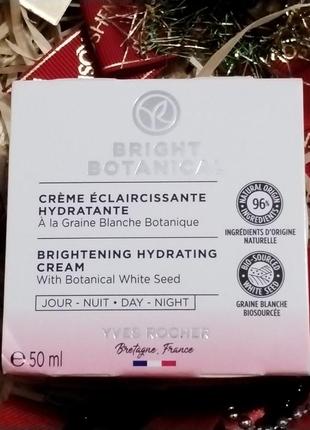 BRIGHT
BOTANICAL
CRÈME ÉCLAIRCISSANTE
HYDRATANTE
À la Graine Blanche Botanique
BRIGHTENING HYDRATING
CREAM
With Botanical White Seed
JOUR - NUIT • DAY - NIGHT
NATURAL ORIGIN
96%
INGREDIENTS
INGRÉDIENTS D'ORIGINE
NATURELLE
BIO-SOURCED
WHITE SEED
GRAINE BLANCHE
BIOSOURCÉE
YVES ROCHER
Bretagne, France
e 50 ml